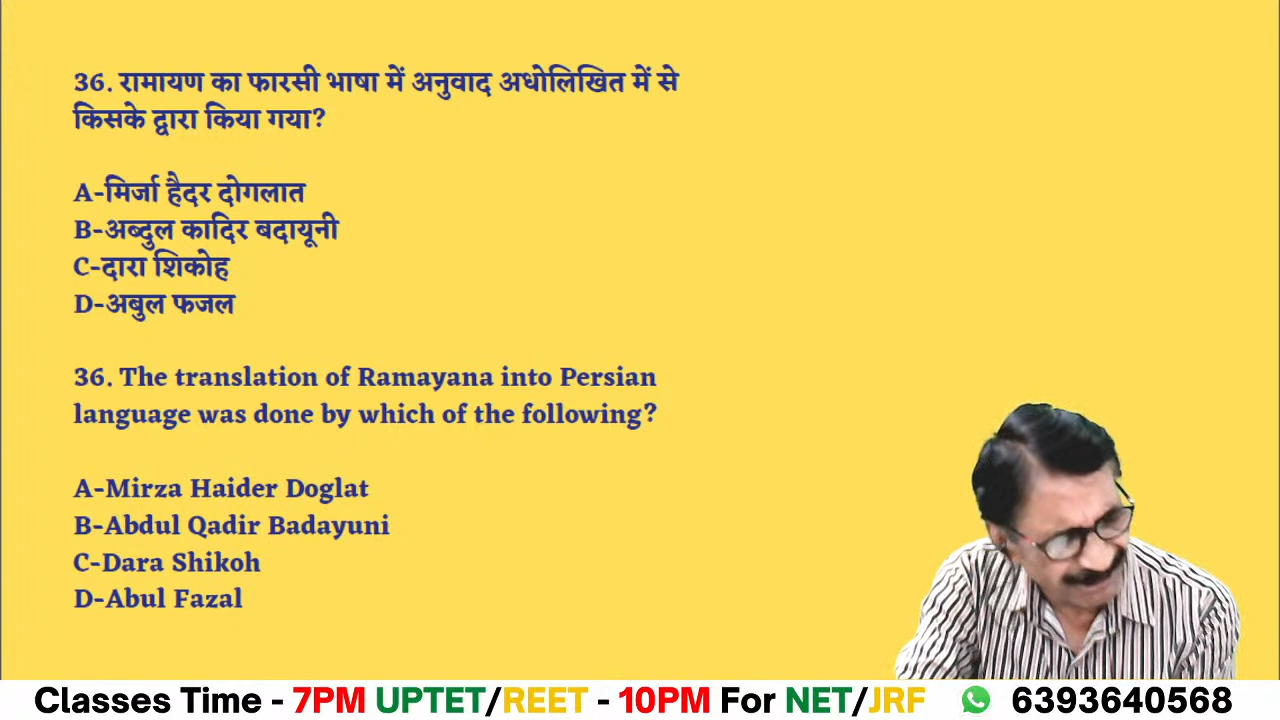 36. रामायण का फारसी भाषा में अनुवाद अधोलिखित में से
किसके द्वारा किया गया?
A-मिर्जा हैदर दोगलात
B-अब्दुल कादिर बदायूनी
C-दारा शिकोह
D-अबुल फजल
36. The translation of Ramayana into Persian
language was done by which of the following?
A-Mirza Haider Doglat
B-Abdul Qadir Badayuni
C-Dara Shikoh
D-Abul Fazal
Classes Time - 7PM UPTET/REET - 10PM For NET/JRF 6393640568